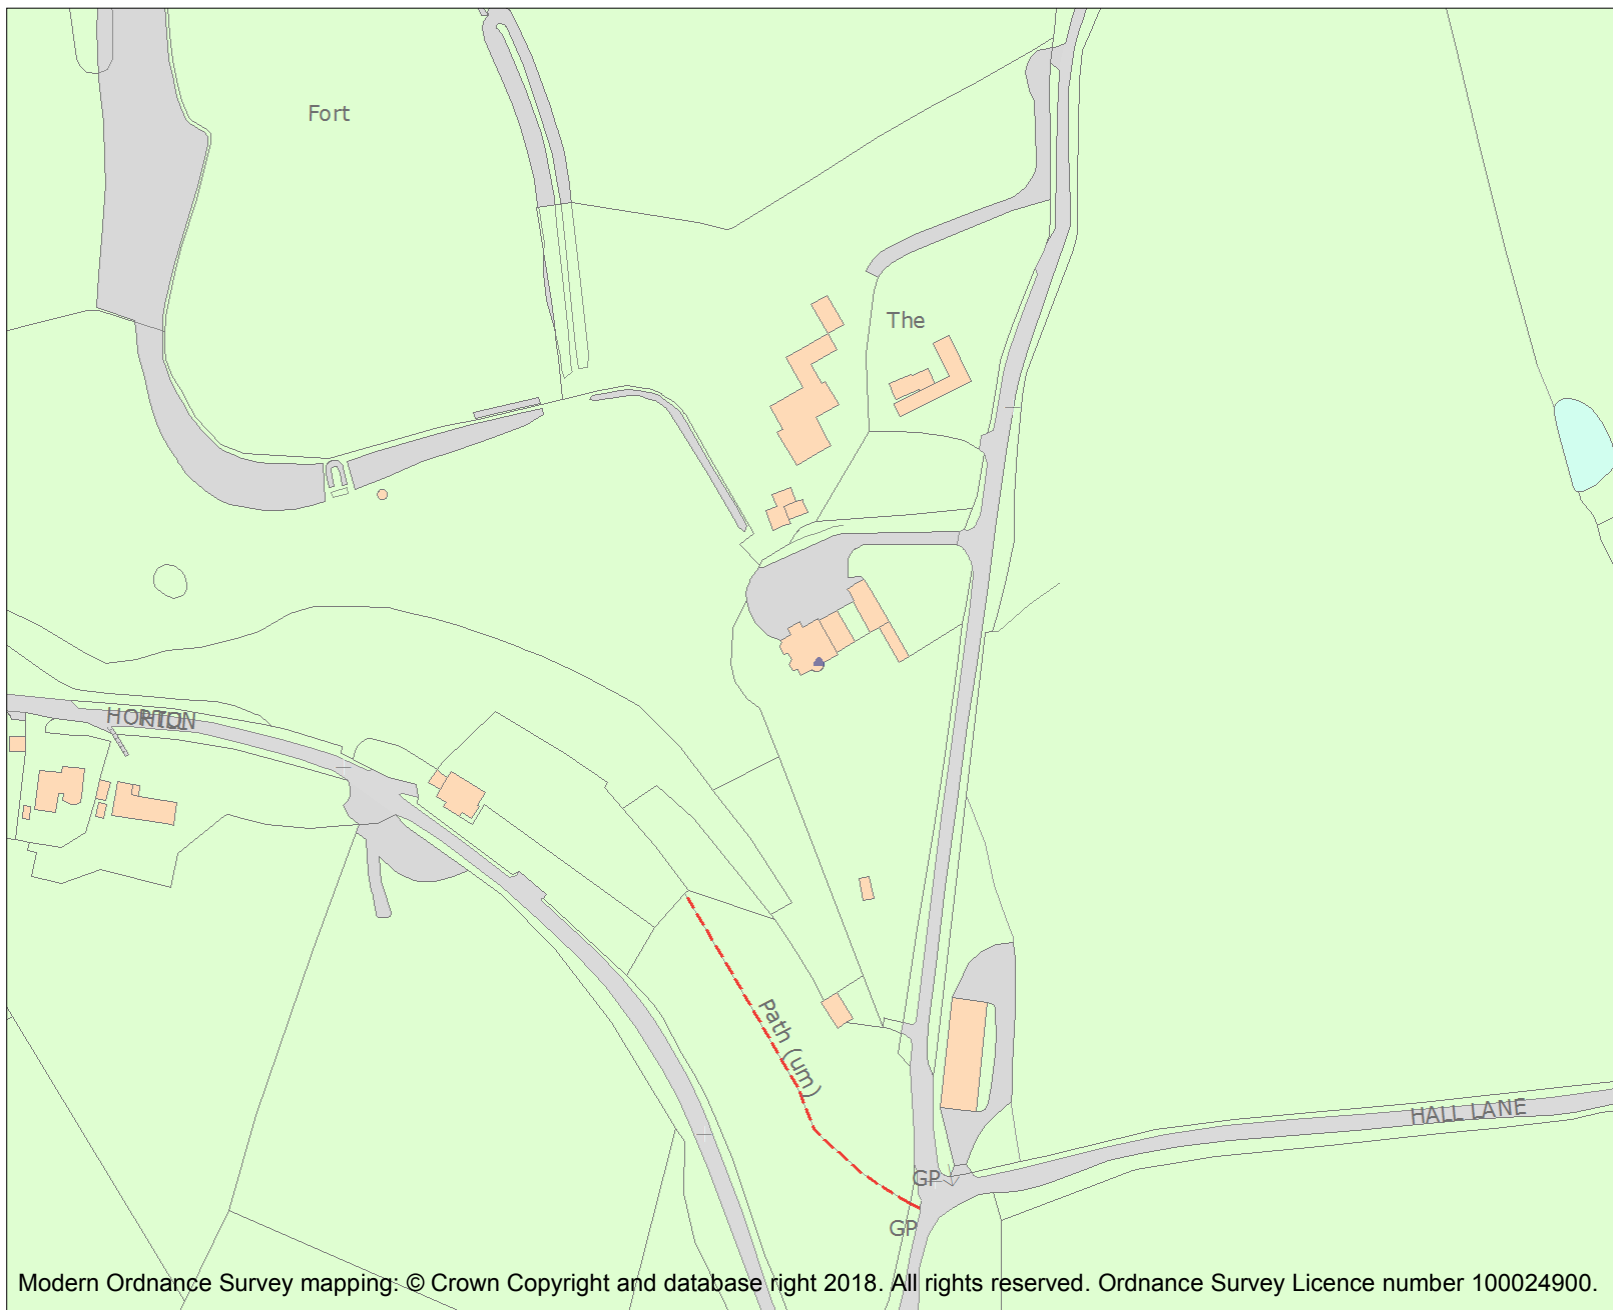 Fort
The
HORTON
HILL
Path (um)
HALL LANE
GP
GP
Modern Ordnance Survey mapping: © Crown Copyright and database right 2018. All rights reserved. Ordnance Survey Licence number 100024900.